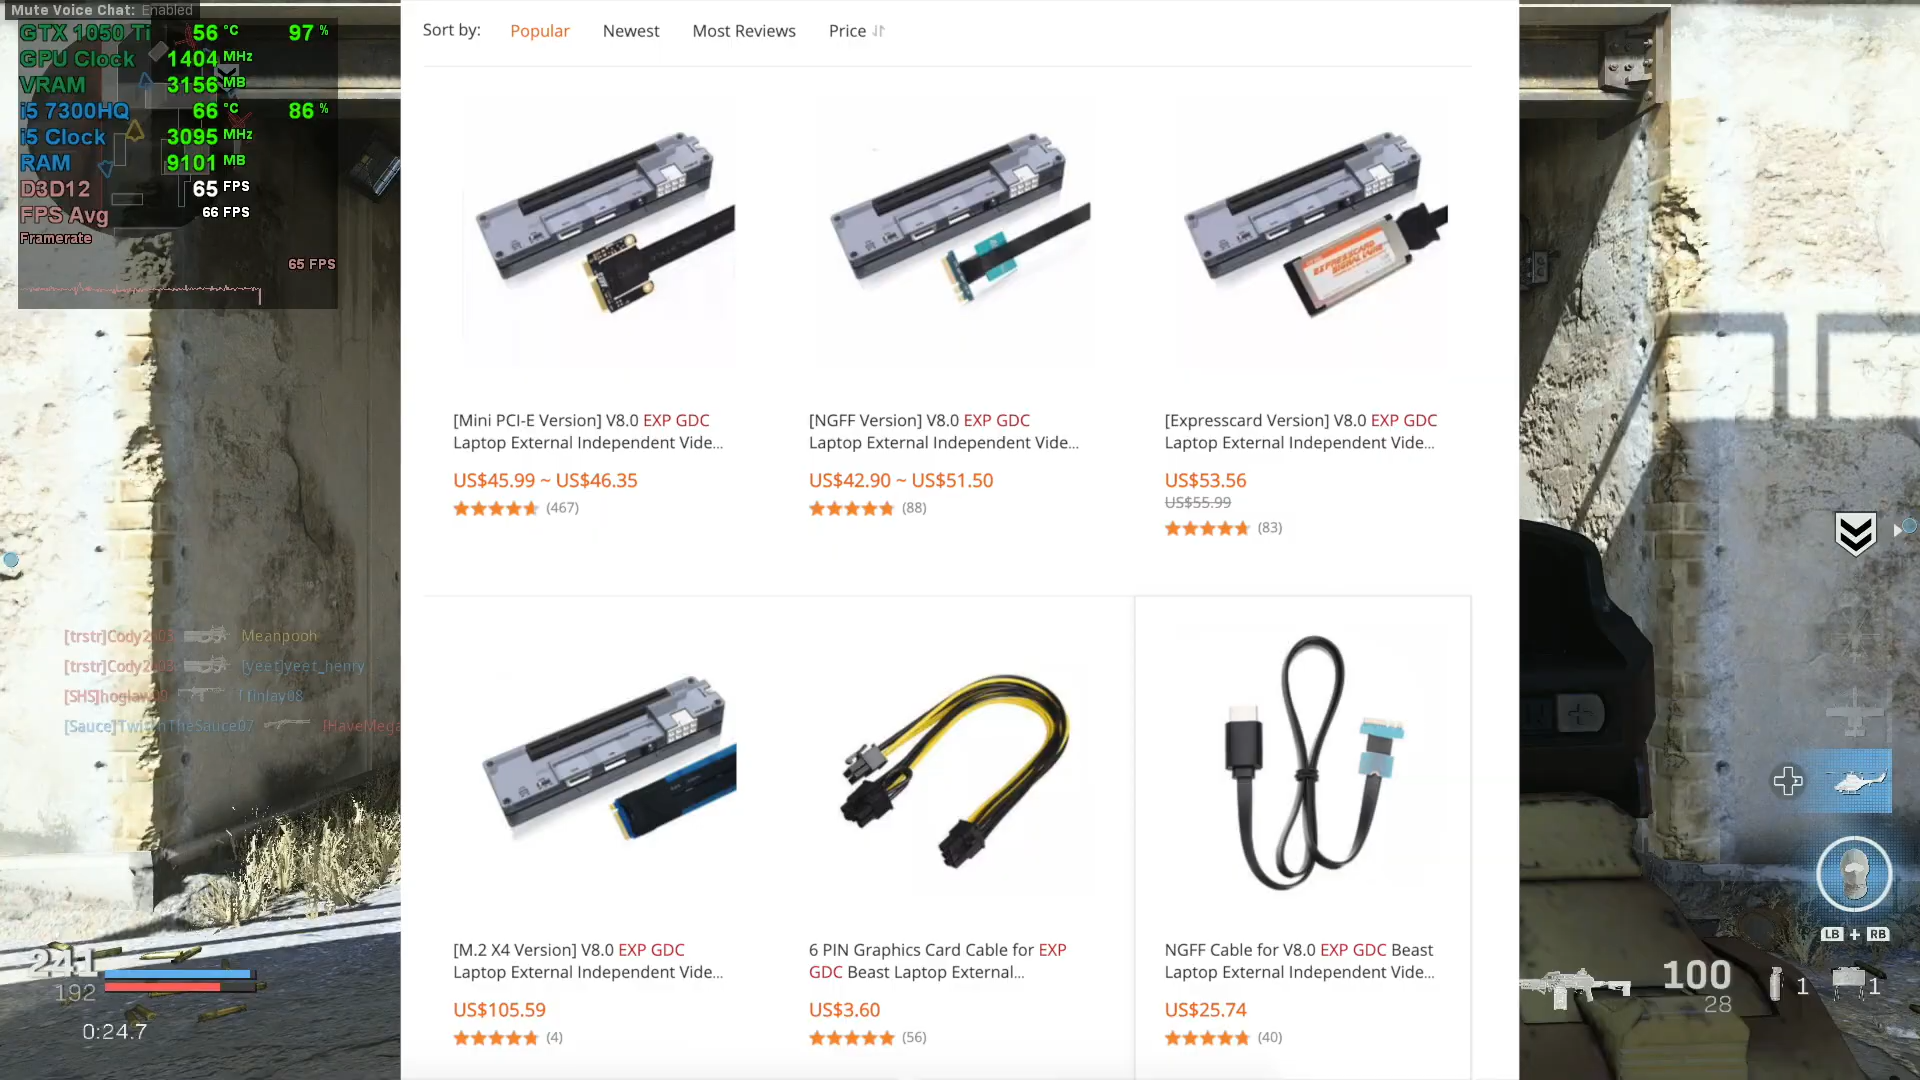 Mute Voice Chat: Enabled
GTX 1050 Ti 56 °C 97 %
GPU Clock 1404 MHz
VRAM 3156 MB
i5 7300HQ 66 °C 86 %
i5 Clock 3095 MHz
RAM 9101 MB
D3D12 65 FPS
FPS Avg 66 FPS
Framerate
65 FPS
Sort by: Popular Newest Most Reviews Price
[Mini PCI-E Version] V8.0 EXP GDC
Laptop External Independent Vide...
US$45.99 ~ US$46.35
(467)
[NGFF Version] V8.0 EXP GDC
Laptop External Independent Vide...
US$42.90 ~ US$51.50
(88)
[Expresscard Version] V8.0 EXP GDC
Laptop External Independent Vide...
US$53.56
US$55.99
(83)
EXPRESSCARD
[trstr]Cody2603 Meanpooh
[trstr]Cody2603 [yeet]yeet_henry
[M.2 X4 Version] V8.0 EXP GDC
Laptop External Independent Vide...
US$105.59
(4)
6 PIN Graphics Card Cable for EXP
GDC Beast Laptop External...
US$3.60
(56)
NGFF Cable for V8.0 EXP GDC Beast
Laptop External Independent Vide...
US$25.74
(40)
241
192
0:24.7
LB + RB
100
28
1
1